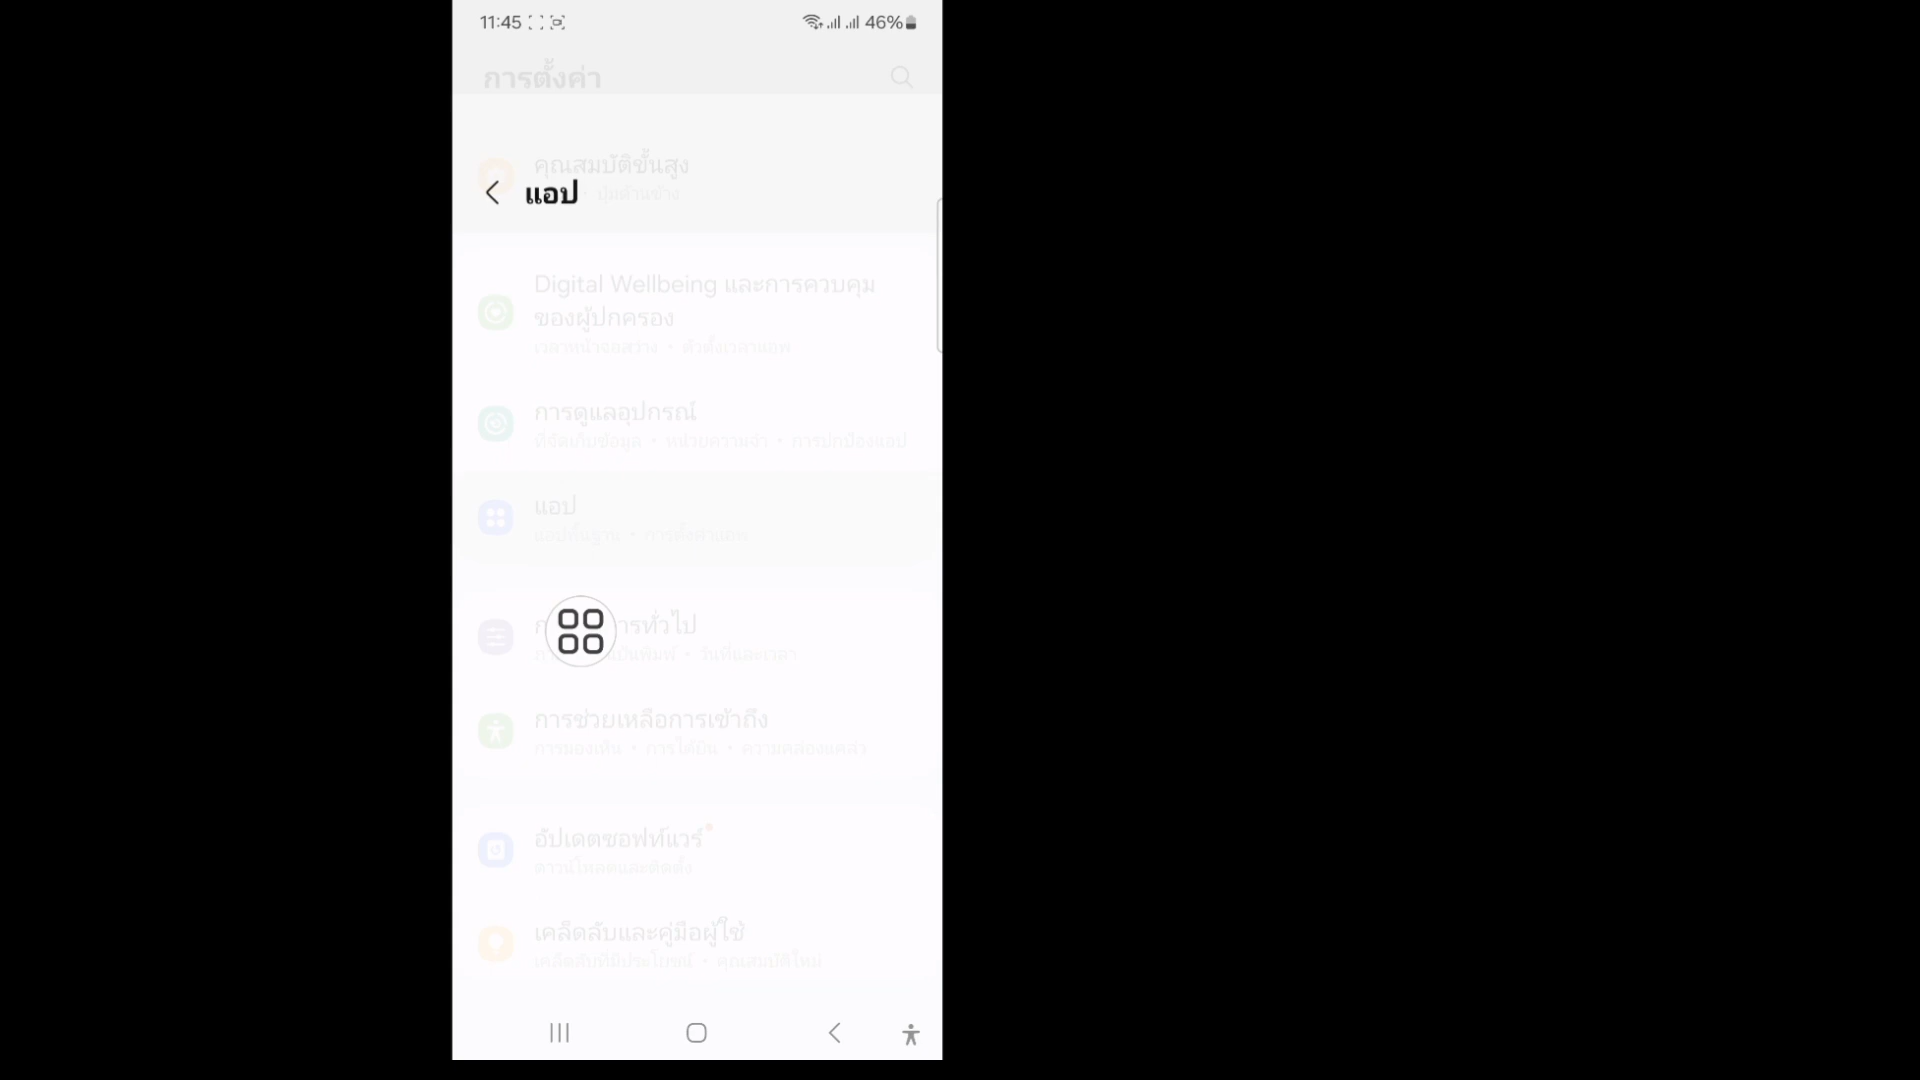 11:45
46%
การตั้งค่า
คุณสมบัติขั้นสูง
แอป
• ปุ่มด้านข้าง
Digital Wellbeing และการควบคุม
ของผู้ปกครอง
เวลาหน้าจอสว่าง • ตัวตั้งเวลาแอพ
การดูแลอุปกรณ์
ที่จัดเก็บข้อมูล • หน่วยความจำ • การปกป้องแอป
แอป
แอปพื้นฐาน • การตั้งค่าแอพ
การทั่วไป
แป้นพิมพ์ • วันที่และเวลา
การช่วยเหลือการเข้าถึง
การมองเห็น • การได้ยิน • ความคล่องแคล่ว
อัปเดตซอฟท์แวร์
ดาวน์โหลดและติดตั้ง
เคล็ดลับและคู่มือผู้ใช้
เคล็ดลับที่มีประโยชน์ • คุณสมบัติใหม่